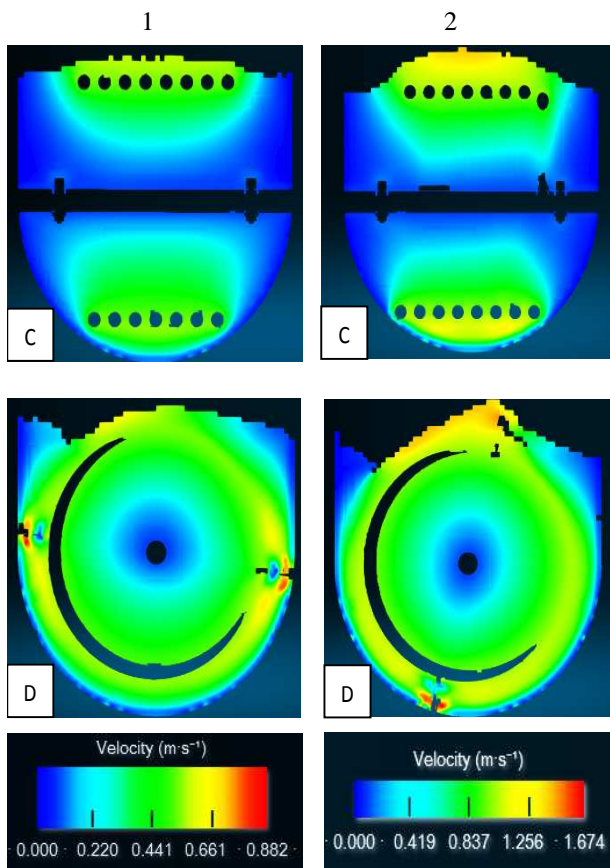 1 2
C C
D D
Velocity (m·s⁻¹) Velocity (m·s⁻¹)
· 0.000 · 0.220 0.441 0.661 · 0.882 · · 0.000 · 0.419 0.837 · 1.256 · 1.674